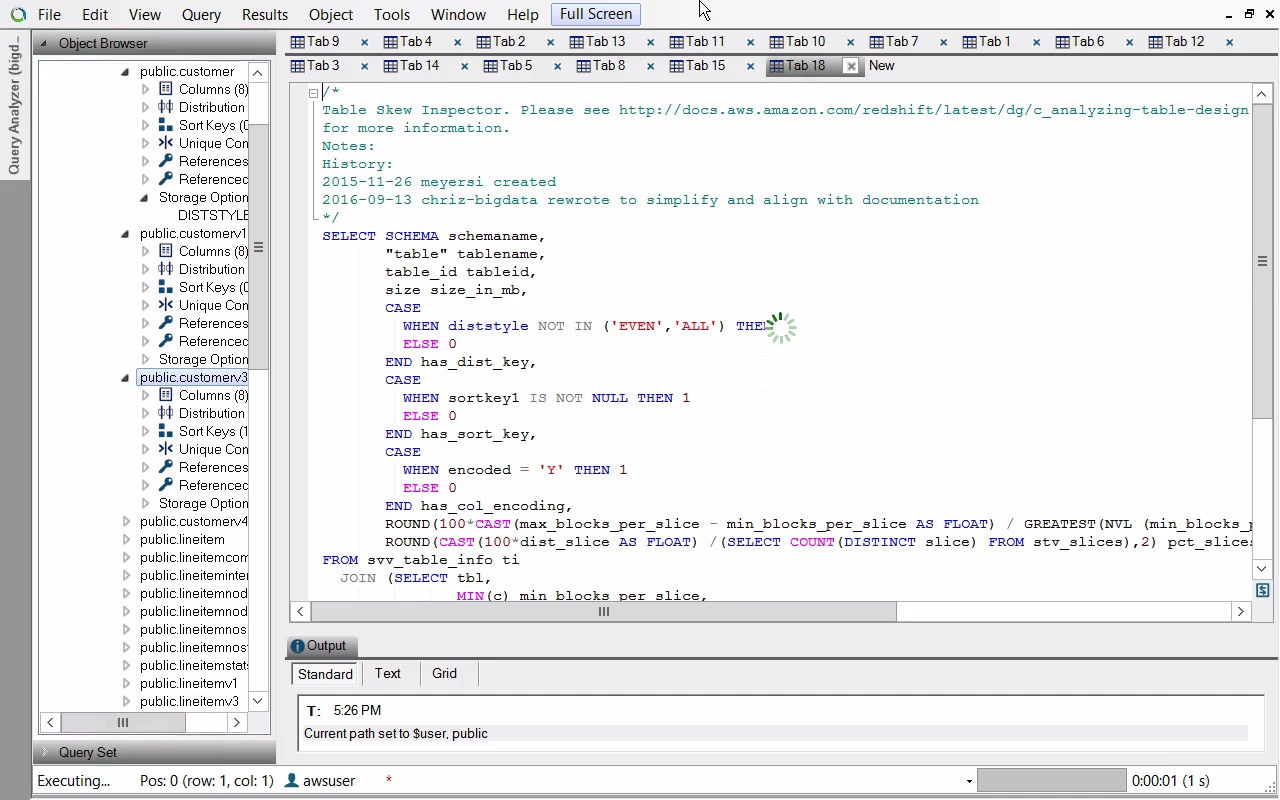 File Edit View Query Results Object Tools Window Help Full Screen
Query Analyzer (bigd...
Object Browser
public.customer
Columns (8)
Distribution
Sort Keys (0
Unique Con
References
Referenced
Storage Option
DISTSTYLE
public.customerv1
Columns (8)
Distribution
Sort Keys (0
Unique Con
References
Referenced
Storage Option
public.customerv3
Columns (8)
Distribution
Sort Keys (1
Unique Con
References
Referenced
Storage Option
public.customerv4
public.lineitem
public.lineitemcom
public.lineiteminter
public.lineitemnod
public.lineitemnod
public.lineitemnos
public.lineitemnos
public.lineitemstat
public.lineitemv1
public.lineitemv3
Query Set
Tab 9 Tab 4 Tab 2 Tab 13 Tab 11 Tab 10 Tab 7 Tab 1 Tab 6 Tab 12
Tab 3 Tab 14 Tab 5 Tab 8 Tab 15 Tab 18 New
/*
Table Skew Inspector. Please see http://docs.aws.amazon.com/redshift/latest/dg/c_analyzing-table-design
for more information.
Notes:
History:
2015-11-26 meyersi created
2016-09-13 chriz-bigdata rewrote to simplify and align with documentation
*/
SELECT SCHEMA schemaname,
"table" tablename,
table_id tableid,
size size_in_mb,
CASE
WHEN diststyle NOT IN ('EVEN','ALL') THEN
ELSE 0
END has_dist_key,
CASE
WHEN sortkey1 IS NOT NULL THEN 1
ELSE 0
END has_sort_key,
CASE
WHEN encoded = 'Y' THEN 1
ELSE 0
END has_col_encoding,
ROUND(100*CAST(max_blocks_per_slice - min_blocks_per_slice AS FLOAT) / GREATEST(NVL (min_blocks_p
ROUND(CAST(100*dist_slice AS FLOAT) /(SELECT COUNT(DISTINCT slice) FROM stv_slices),2) pct_slices
FROM svv_table_info ti
JOIN (SELECT tbl,
MIN(c) min_blocks_per_slice,
Output
Standard Text Grid
T: 5:26 PM
Current path set to $user, public
Executing... Pos: 0 (row: 1, col: 1) awsuser * 0:00:01 (1 s)